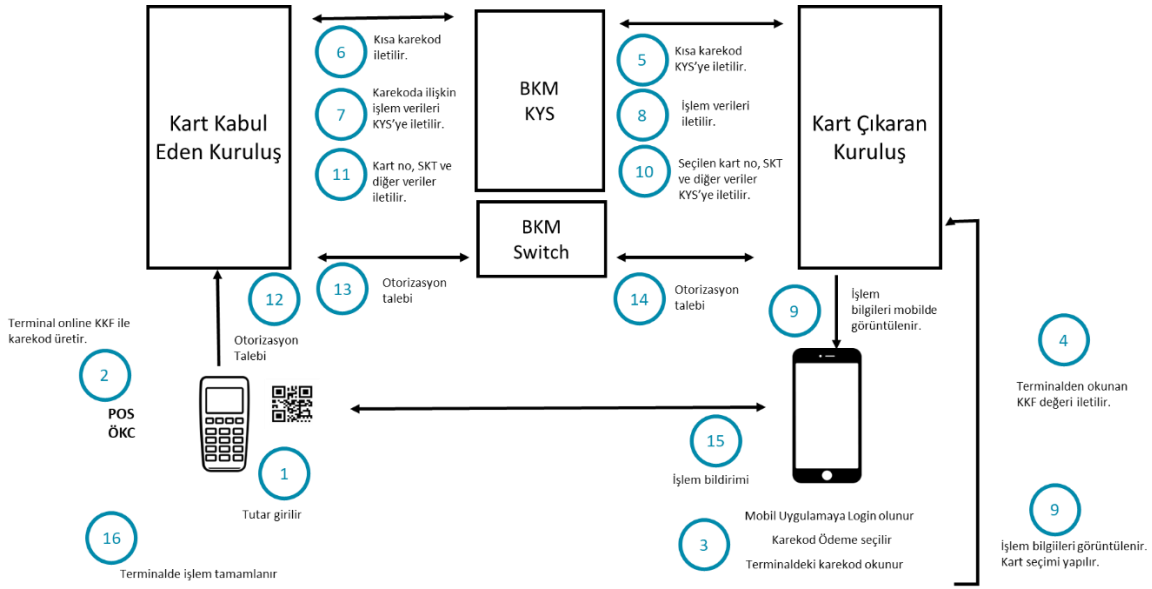 Kart Kabul
Eden Kuruluş
6
Kısa karekod
iletilir.
7
Karekoda ilişkin
işlem verileri
KYS'ye iletilir.
11
Kart no, SKT ve
diğer veriler
iletilir.
BKM
KYS
5
Kısa karekod
KYS'ye iletilir.
8
İşlem verileri
iletilir.
10
Seçilen kart no, SKT
ve diğer veriler
KYS'ye iletilir.
Kart Çıkaran
Kuruluş
BKM
Switch
12
Otorizasyon
Talebi
13
Otorizasyon
talebi
14
Otorizasyon
talebi
9
İşlem
bilgileri mobilde
görüntülenir.
4
Terminalden okunan
KKF değeri iletilir.
Terminal online KKF ile
karekod üretir.
2
POS
ÖKC
1
Tutar girilir
15
İşlem bildirimi
16
Terminalde işlem tamamlanır
3
Mobil Uygulamaya Login olunur
Karekod Ödeme seçilir
Terminaldeki karekod okunur
9
İşlem bilgiileri görüntülenir.
Kart seçimi yapılır.